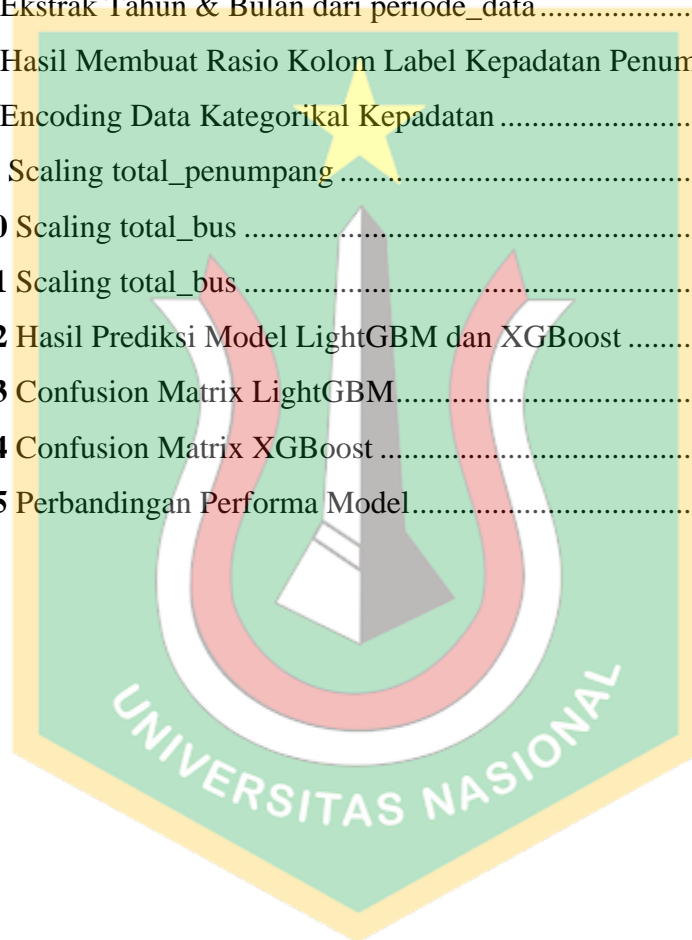 Ekstrak Tahun & Bulan dari periode_data......................
Hasil Membuat Rasio Kolom Label Kepadatan Penum
Encoding Data Kategorikal Kepadatan...........................
Scaling total_penumpang...............................................
0 Scaling total_bus...........................................................
1 Scaling total_bus...........................................................
2 Hasil Prediksi Model LightGBM dan XGBoost........
3 Confusion Matrix LightGBM........................................
4 Confusion Matrix XGBoost..........................................
5 Perbandingan Performa Model......................................
UNIVERSITAS NASIONAL